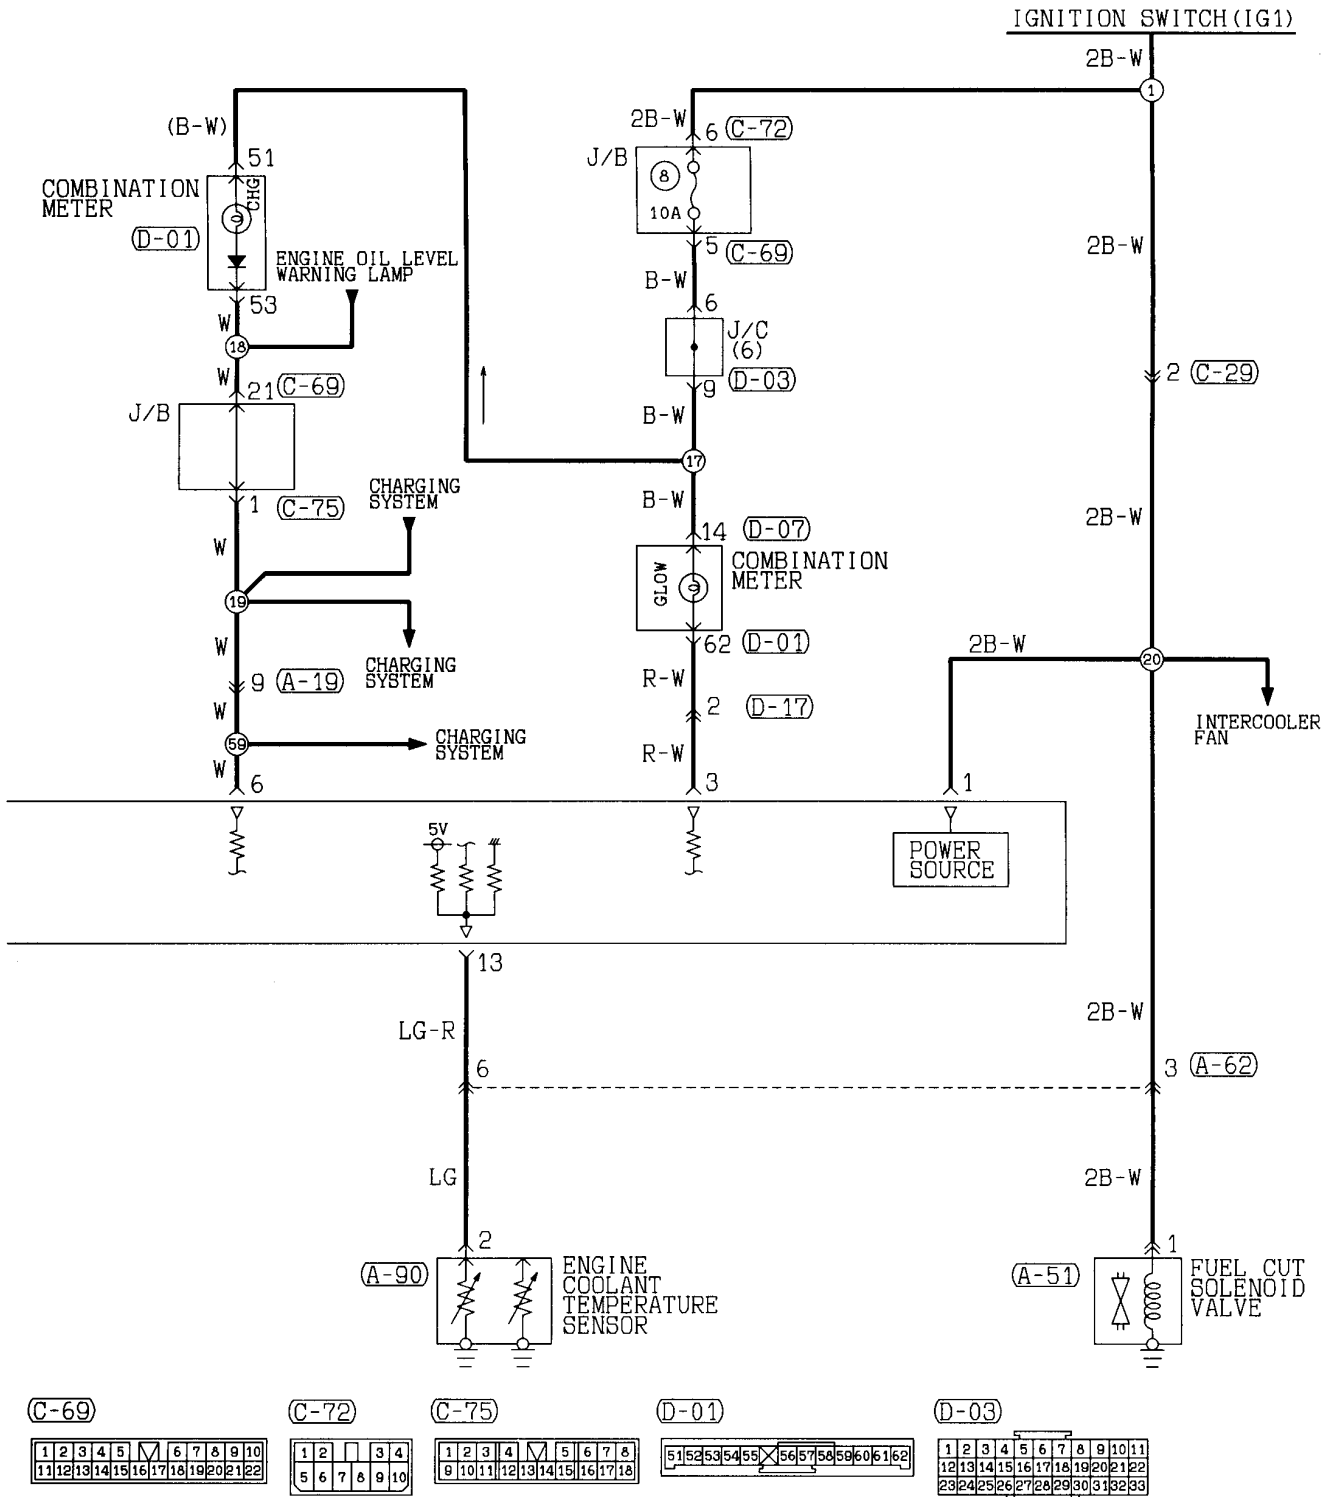 IGNITION SWITCH(IG1)
2B-W
1
(B-W)
2B-W
6 (C-72)
51
J/B
8
10A
COMBINATION
METER
CHG
(D-01)
5 (C-69)
2B-W
ENGINE OIL LEVEL
WARNING LAMP
B-W
53
6
W
J/C
(6)
18
W
21 (C-69)
(D-03)
2 (C-29)
9
J/B
B-W
17
1 (C-75)
CHARGING
SYSTEM
B-W
2B-W
W
14 (D-07)
COMBINATION
METER
GLOW
19
W
62 (D-01)
2B-W
20
CHARGING
SYSTEM
R-W
9 (A-19)
W
2 (D-17)
INTERCOOLER
FAN
59
CHARGING
SYSTEM
R-W
W
6
3
1
5V
POWER
SOURCE
13
LG-R
2B-W
6
3 (A-62)
LG
2B-W
2
1
(A-90)
ENGINE
COOLANT
TEMPERATURE
SENSOR
(A-51)
FUEL CUT
SOLENOID
VALVE
(C-69)
(C-72)
(C-75)
(D-01)
(D-03)
1 2 3 4 5 6 7 8 9 10
11 12 13 14 15 16 17 18 19 20 21 22
1 2 3 4
5 6 7 8 9 10
1 2 3 4 5 6 7 8
9 10 11 12 13 14 15 16 17 18
51 52 53 54 55 56 57 58 59 60 61 62
1 2 3 4 5 6 7 8 9 10 11
12 13 14 15 16 17 18 19 20 21 22
23 24 25 26 27 28 29 30 31 32 33